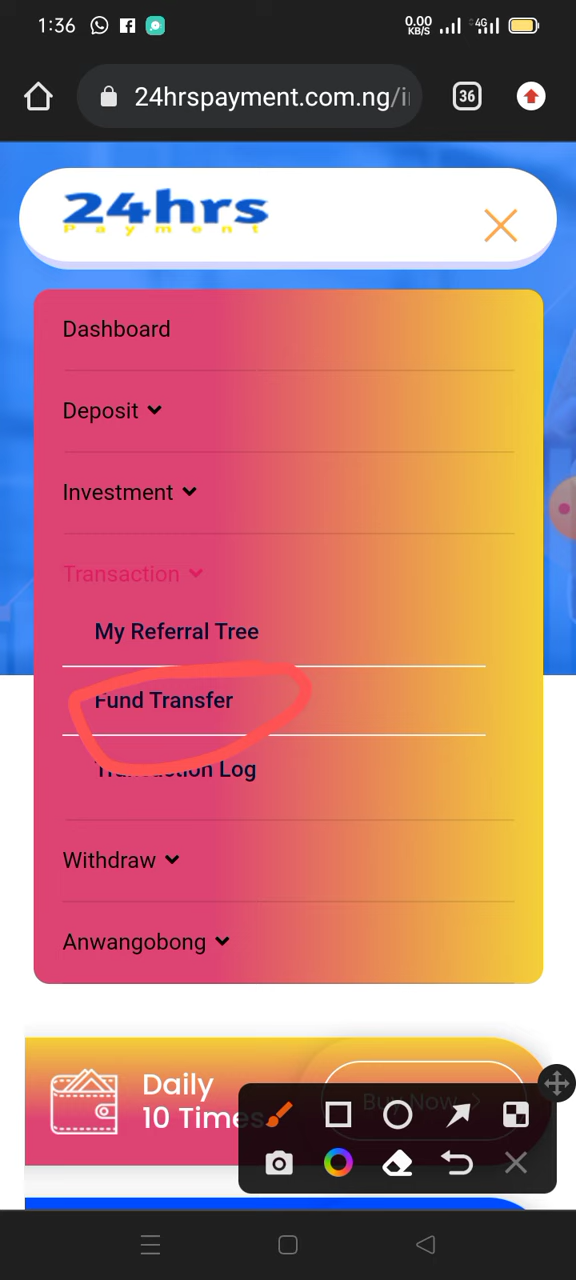 1:36
0.00
KB/S
4G
24hrspayment.com.ng/i
36
24hrs
Payment
Dashboard
Deposit
Investment
Transaction
My Referral Tree
Fund Transfer
Transaction Log
Withdraw
Anwangobong
Daily
10 Times
Buy Now